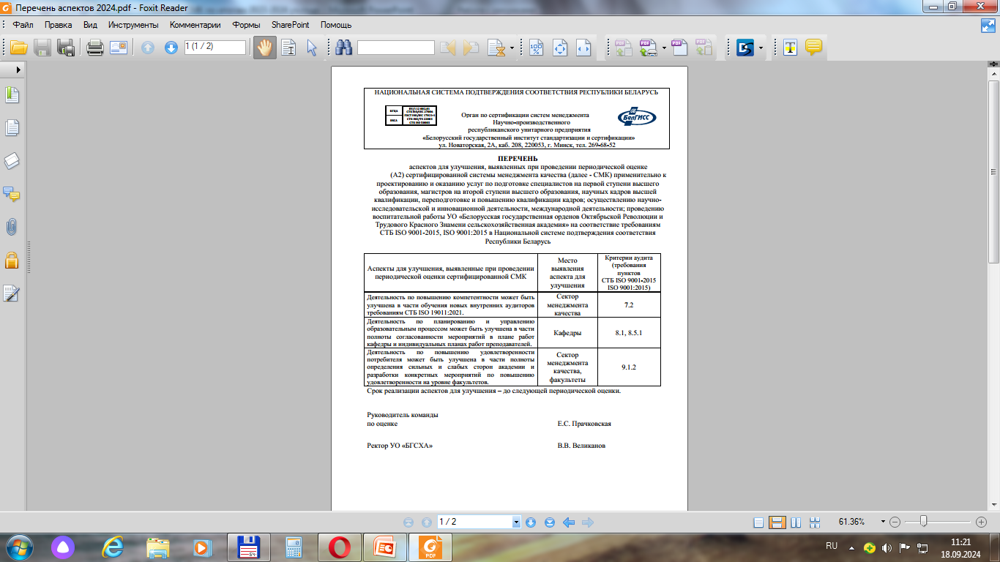 Перечень аспектов 2024.pdf - Foxit Reader
Файл Правка Вид Инструменты Комментарии Формы SharePoint Помощь
1 (1 / 2)
НАЦИОНАЛЬНАЯ СИСТЕМА ПОДТВЕРЖДЕНИЯ СООТВЕТСТВИЯ РЕСПУБЛИКИ БЕЛАРУСЬ
БГЦА
Орган по сертификации систем менеджмента
Научно-производственного
республиканского унитарного предприятия
«Белорусский государственный институт стандартизации и сертификации»
ул. Новаторская, 2А, каб. 208, 220053, г. Минск, тел. 269-68-52
БелГИСС
ПЕРЕЧЕНЬ
аспектов для улучшения, выявленных при проведении периодической оценке
(А2) сертифицированной системы менеджмента качества (далее - СМК) применительно к
проектированию и оказанию услуг по подготовке специалистов на первой ступени высшего
образования, магистров на второй ступени высшего образования, научных кадров высшей
квалификации, переподготовке и повышению квалификации кадров; осуществлению научно-
исследовательской и инновационной деятельности, международной деятельности; проведению
воспитательной работы УО «Белорусская государственная орденов Октябрьской Революции и
Трудового Красного Знамени сельскохозяйственная академия» на соответствие требованиям
СТБ ISO 9001-2015, ISO 9001:2015 в Национальной системе подтверждения соответствия
Республики Беларусь
Аспекты для улучшения, выявленные при проведении
периодической оценки сертифицированной СМК
Место
выявления
аспекта для
улучшения
Критерии аудита
(требования
пунктов
СТБ ISO 9001-2015
ISO 9001:2015)
Деятельность по повышению компетентности может быть
улучшена в части обучения новых внутренних аудиторов
требованиям СТБ ISO 19011:2021.
Сектор
менеджмента
качества
7.2
Деятельность по планированию и управлению
образовательным процессом может быть улучшена в части
полноты согласованности мероприятий в плане работ
кафедры и индивидуальных планах работ преподавателей.
Кафедры
8.1, 8.5.1
Деятельность по повышению удовлетворенности
потребителя может быть улучшена в части полноты
определения сильных и слабых сторон академии и
разработки конкретных мероприятий по повышению
удовлетворенности на уровне факультетов.
Сектор
менеджмента
качества,
факультеты
9.1.2
Срок реализации аспектов для улучшения – до следующей периодической оценки.
Руководитель команды
по оценке Е.С. Прачковская
Ректор УО «БГСХА» В.В. Великанов
1 / 2
61.36%
RU
11:21
18.09.2024